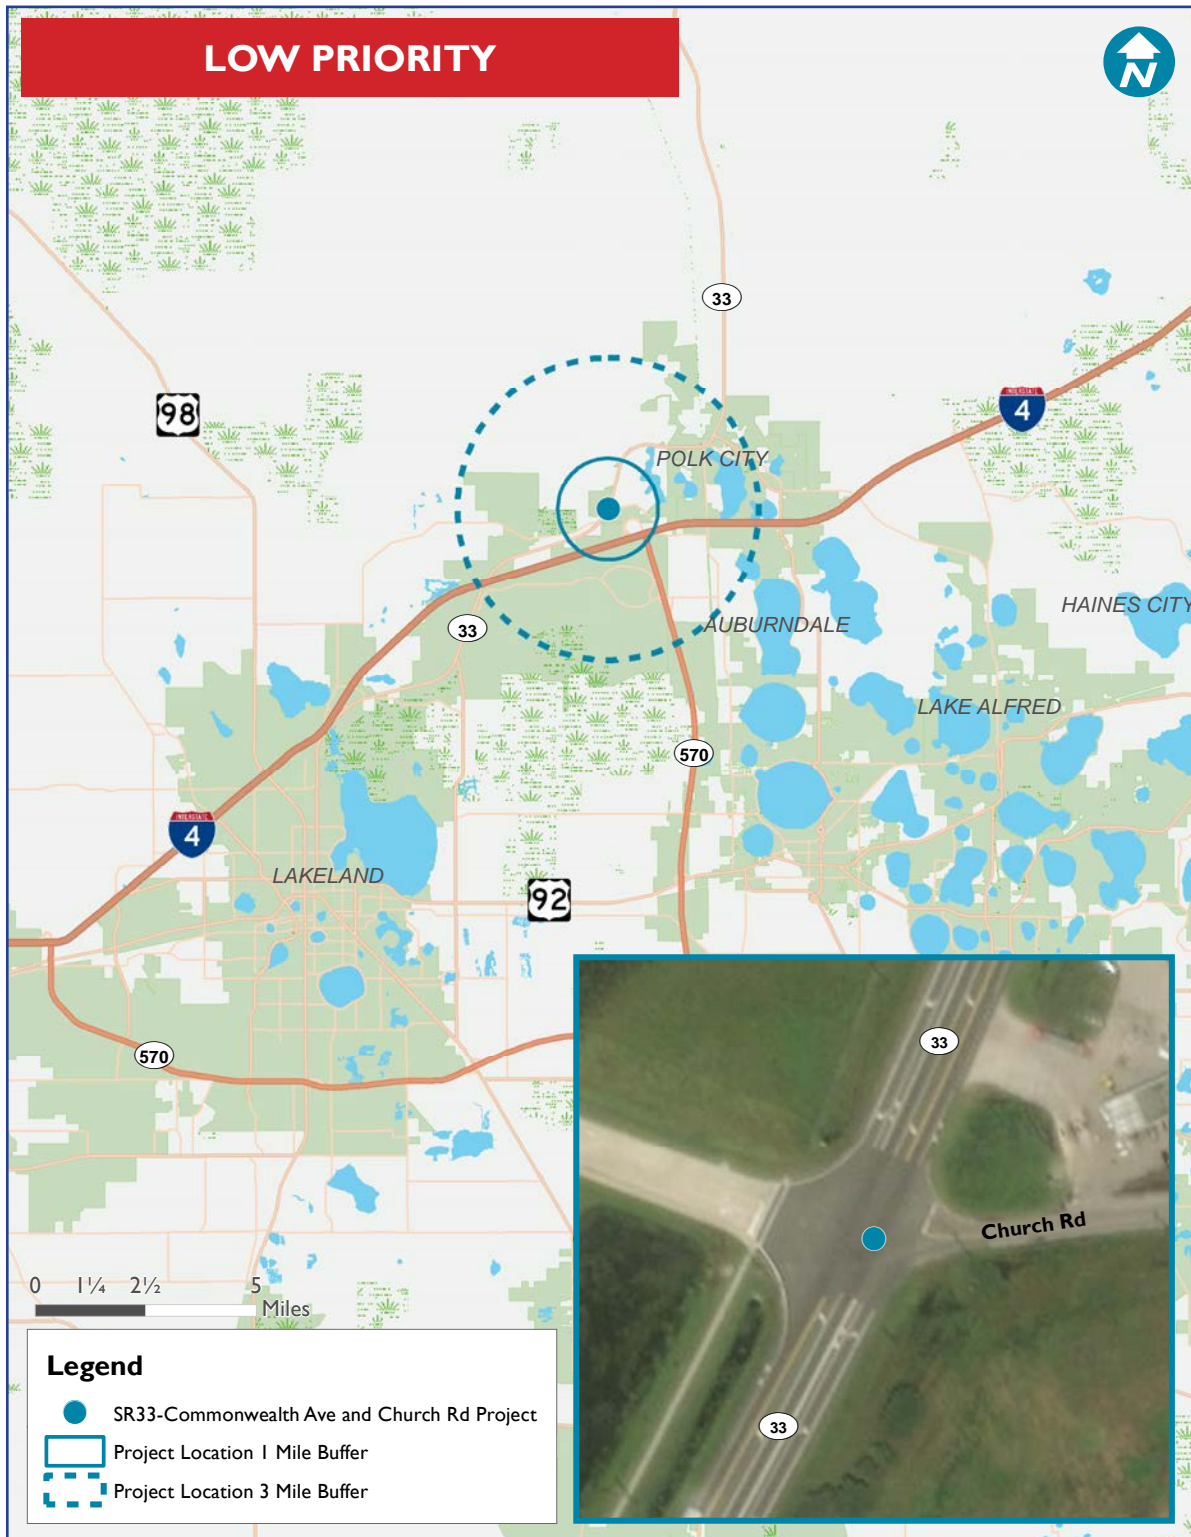 LOW PRIORITY
N
33
98
INTERSTATE
4
POLK CITY
HAINES CITY
33
AUBURNDALE
LAKE ALFRED
570
INTERSTATE
4
LAKELAND
92
570
33
Church Rd
33
0 1¼ 2½ 5
Miles
Legend
SR33-Commonwealth Ave and Church Rd Project
Project Location 1 Mile Buffer
Project Location 3 Mile Buffer